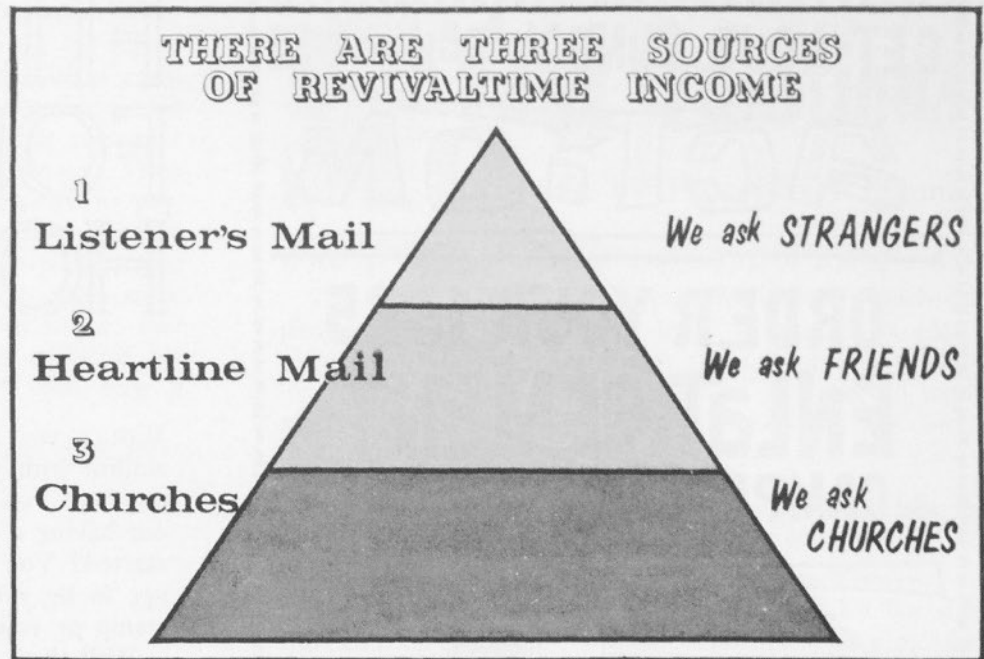 THERE ARE THREE SOURCES
OF REVIVALTIME INCOME
1
Listener's Mail
We ask STRANGERS
2
Heartline Mail
We ask FRIENDS
3
Churches
We ask
CHURCHES